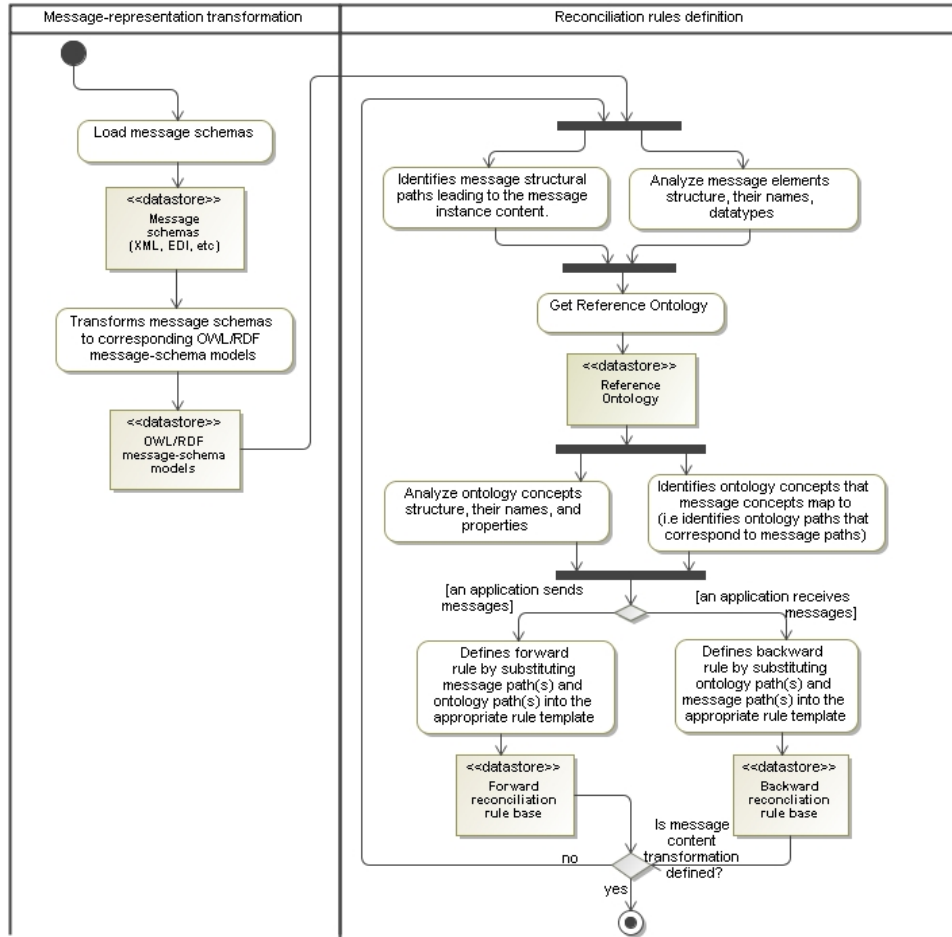 Message-representation transformation
Reconciliation rules definition
Load message schemas
<<datastore>>
Message
schemas
(XML, EDI, etc)
Transforms message schemas
to corresponding OWL/RDF
message-schema models
<<datastore>>
OWL/RDF
message-schema
models
Identifies message structural
paths leading to the message
instance content.
Analyze message elements
structure, their names,
datatypes
Get Reference Ontology
<<datastore>>
Reference
Ontology
Analyze ontology concepts
structure, their names, and
properties
Identifies ontology concepts that
message concepts map to
(i.e identifies ontology paths that
correspond to message paths)
[an application sends
messages]
[an application receives
messages]
Defines forward
rule by substituting
message path(s) and
ontology path(s) into the
appropriate rule template
Defines backward
rule by substituting
ontology path(s) and
message path(s) into the
appropriate rule template
<<datastore>>
Forward
reconciliation
rule base
<<datastore>>
Backward
reconcliation
rule base
Is message
content
transformation
defined?
no
yes